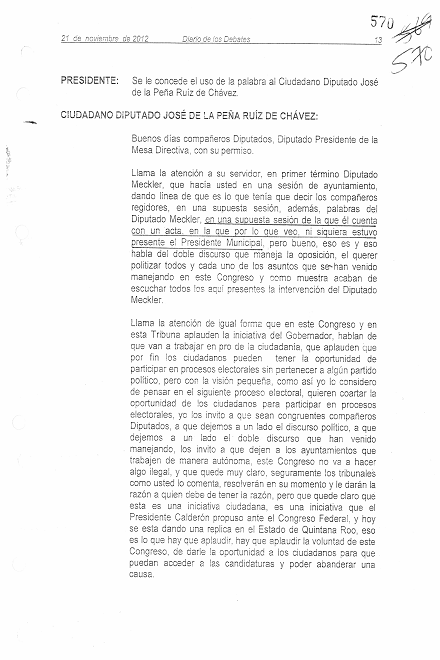 570
21 de noviembre de 2012 Diario de los Debates 13
570
PRESIDENTE: Se le concede el uso de la palabra al Ciudadano Diputado José
de la Peña Ruiz de Chávez.
CIUDADANO DIPUTADO JOSÉ DE LA PEÑA RUÍZ DE CHÁVEZ:
Buenos días compañeros Diputados, Diputado Presidente de la
Mesa Directiva, con su permiso.
Llama la atención a su servidor, en primer término Diputado
Meckler, que hacía usted en una sesión de ayuntamiento,
dando línea de que es lo que tenía que decir los compañeros
regidores, en una supuesta sesión, además, palabras del
Diputado Meckler, en una supuesta sesión de la que él cuenta
con un acta, en la que por lo que veo, ni siquiera estuvo
presente el Presidente Municipal, pero bueno, eso es y eso
habla del doble discurso que maneja la oposición, el querer
politizar todos y cada uno de los asuntos que se han venido
manejando en este Congreso y como muestra acaban de
escuchar todos los aquí presentes la intervención del Diputado
Meckler.
Llama la atención de igual forma que en este Congreso y en
esta Tribuna aplauden la iniciativa del Gobernador, hablan de
que van a trabajar en pro de la ciudadanía, que aplauden que
por fin los ciudadanos pueden tener la oportunidad de
participar en procesos electorales sin pertenecer a algún partido
político, pero con la visión pequeña, como así yo lo considero
de pensar en el siguiente proceso electoral, quieren coartar la
oportunidad de los ciudadanos para participar en procesos
electorales, yo los invito a que sean congruentes compañeros
Diputados, a que dejemos a un lado el discurso político, a que
dejemos a un lado el doble discurso que han venido
manejando, los invito a que dejen a los ayuntamientos que
trabajen de manera autónoma, este Congreso no va a hacer
algo ilegal, y que quede muy claro, seguramente los tribunales
como usted lo comenta, resolverán en su momento y le darán la
razón a quien debe de tener la razón, pero que quede claro que
esta es una iniciativa ciudadana, es una iniciativa que el
Presidente Calderón propuso ante el Congreso Federal, y hoy
se esta dando una replica en el Estado de Quintana Roo, eso
es lo que hay que aplaudir, hay que aplaudir la voluntad de este
Congreso, de darle la oportunidad a los ciudadanos para que
puedan acceder a las candidaturas y poder abanderar una
causa.